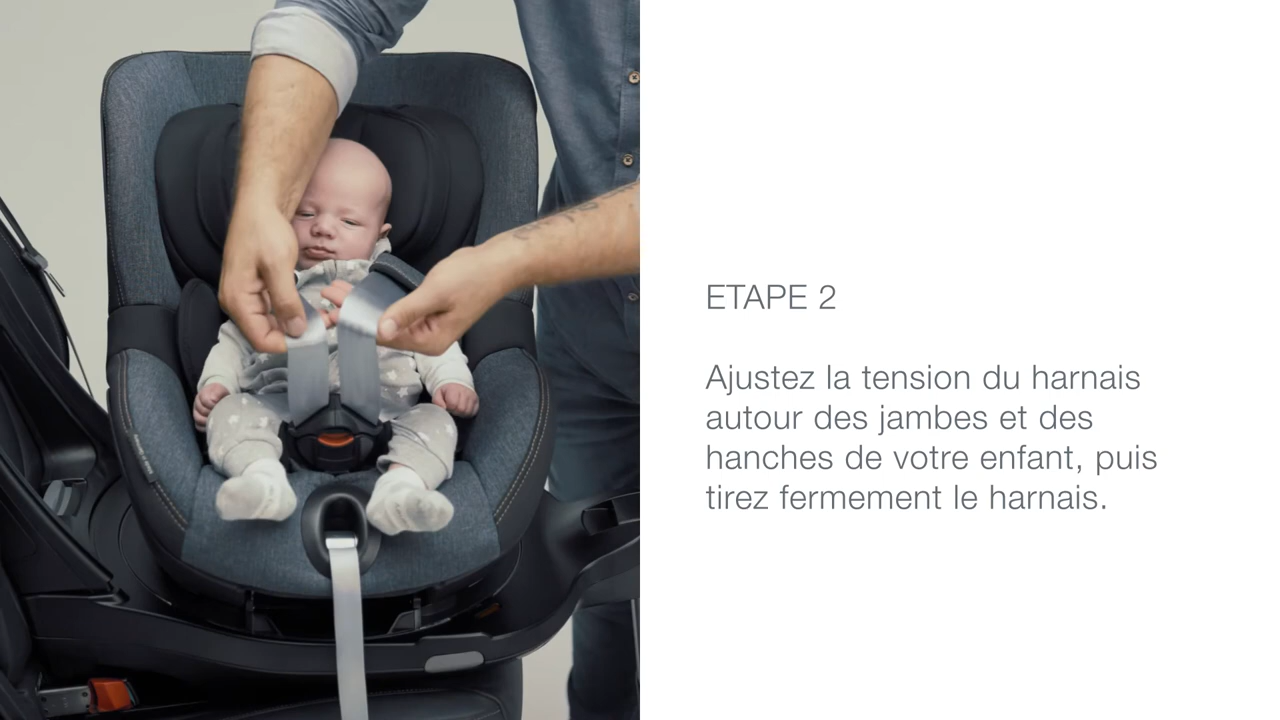 ETAPE 2
Ajustez la tension du harnais
autour des jambes et des
hanches de votre enfant, puis
tirez fermement le harnais.